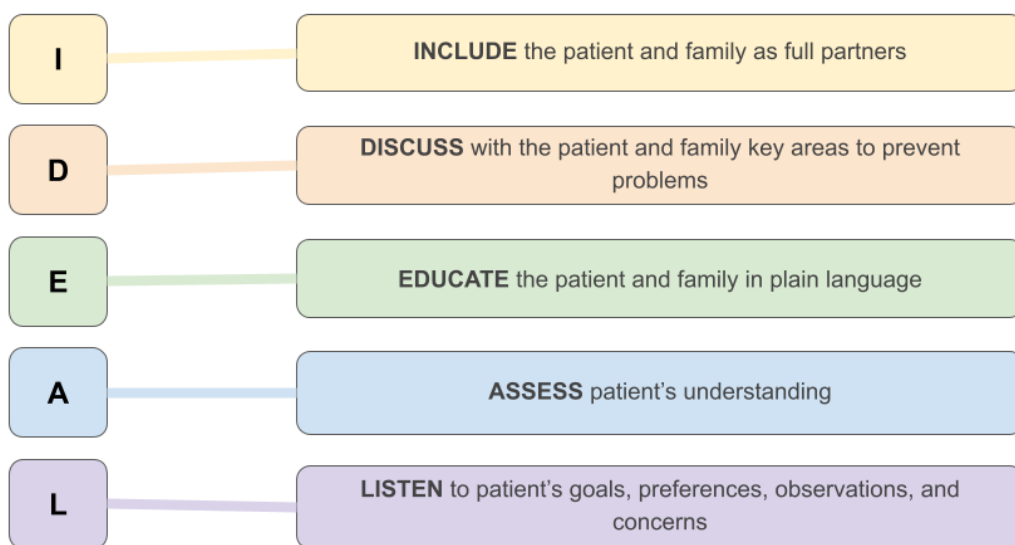 I
INCLUDE the patient and family as full partners
D
DISCUSS with the patient and family key areas to prevent
problems
E
EDUCATE the patient and family in plain language
A
ASSESS patient’s understanding
L
LISTEN to patient’s goals, preferences, observations, and
concerns